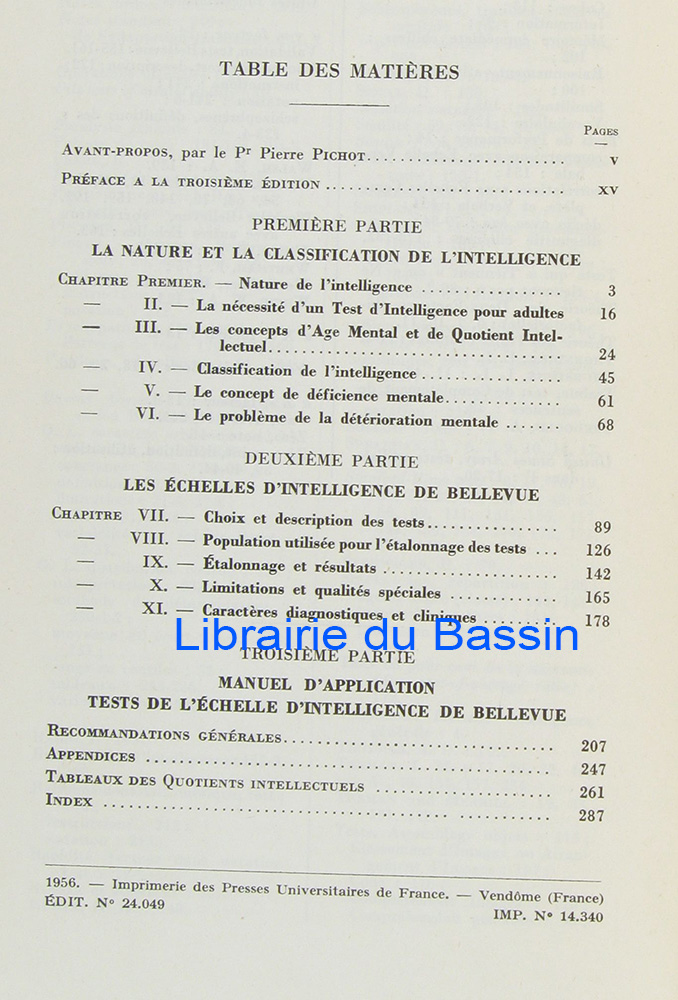 TABLE DES MATIÈRES
PAGES
AVANT-PROPOS, par le Pr Pierre PICHOT........................ V
PRÉFACE A LA TROISIÈME ÉDITION ............................ XV
PREMIÈRE PARTIE
LA NATURE ET LA CLASSIFICATION DE L'INTELLIGENCE
CHAPITRE PREMIER. — Nature de l'intelligence ................. 3
— II. — La nécessité d'un Test d'Intelligence pour adultes 16
— III. — Les concepts d'Age Mental et de Quotient Intel-
lectuel................................... 24
— IV. — Classification de l'intelligence ................. 45
— V. — Le concept de déficience mentale.............. 61
— VI. — Le problème de la détérioration mentale ....... 68
DEUXIÈME PARTIE
LES ÉCHELLES D'INTELLIGENCE DE BELLEVUE
CHAPITRE VII. — Choix et description des tests................ 89
— VIII. — Population utilisée pour l'étalonnage des tests ... 126
— IX. — Étalonnage et résultats ..................... 142
— X. — Limitations et qualités spéciales .............. 165
— XI. — Caractères diagnostiques et cliniques ......... 178
Librairie du Bassin
TROISIÈME PARTIE
MANUEL D'APPLICATION
TESTS DE L'ÉCHELLE D'INTELLIGENCE DE BELLEVUE
RECOMMANDATIONS GÉNÉRALES................................ 207
APPENDICES ................................................ 247
TABLEAUX DES QUOTIENTS INTELLECTUELS ..................... 261
INDEX ..................................................... 287
1956. — Imprimerie des Presses Universitaires de France. — Vendôme (France)
ÉDIT. N° 24.049
IMP. N° 14.340